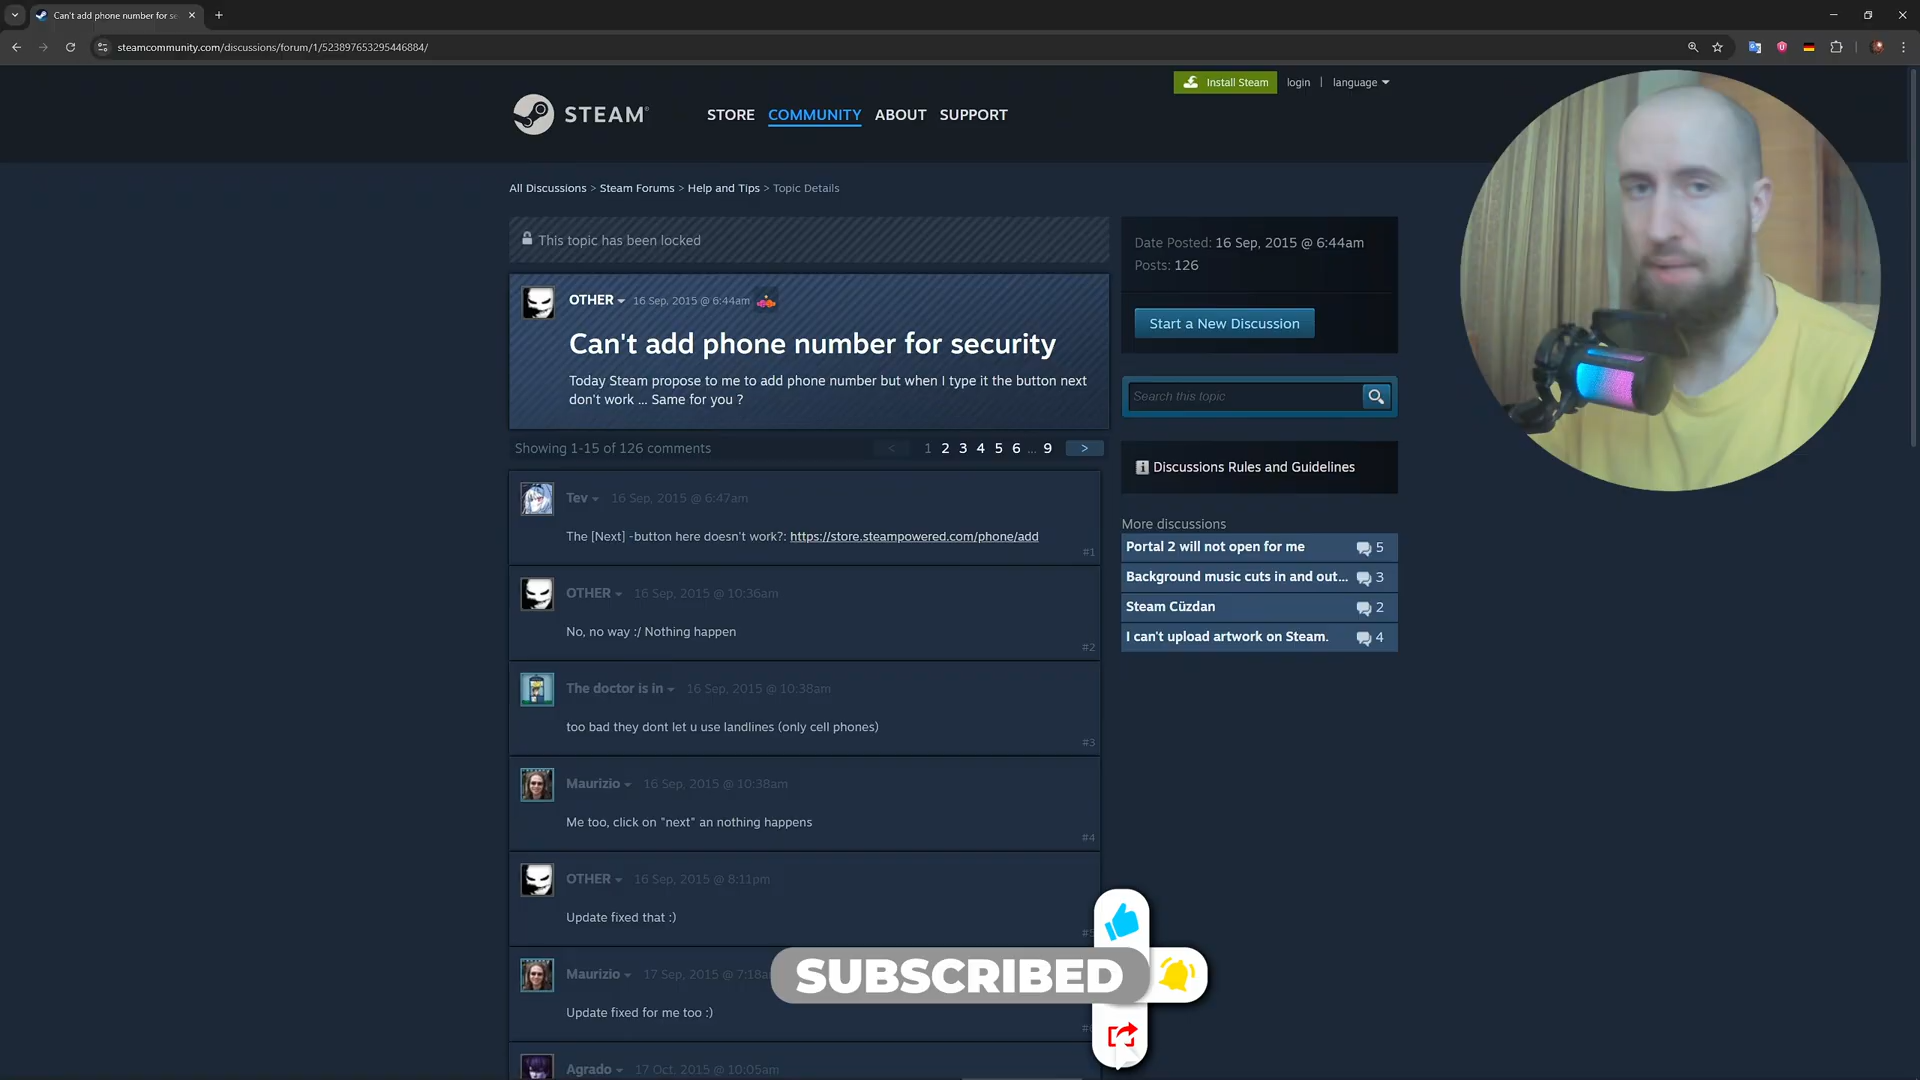 Can't add phone number for se
steamcommunity.com/discussions/forum/1/523897653295446884/
Install Steam
login
|
language
STEAM®
STORE
COMMUNITY
ABOUT
SUPPORT
All Discussions > Steam Forums > Help and Tips > Topic Details
This topic has been locked
OTHER
16 Sep, 2015 @ 6:44am
Can't add phone number for security
Today Steam propose to me to add phone number but when I type it the button next
don't work ... Same for you ?
Date Posted: 16 Sep, 2015 @ 6:44am
Posts: 126
Start a New Discussion
Search this topic
Discussions Rules and Guidelines
More discussions
Portal 2 will not open for me
5
Background music cuts in and out...
3
Steam Cüzdan
2
I can't upload artwork on Steam.
4
Showing 1-15 of 126 comments
< 1 2 3 4 5 6 ... 9 >
Tev
16 Sep, 2015 @ 6:47am
The [Next] -button here doesn't work?: https://store.steampowered.com/phone/add
#1
OTHER
16 Sep, 2015 @ 10:36am
No, no way :/ Nothing happen
#2
The doctor is in
16 Sep, 2015 @ 10:38am
too bad they dont let u use landlines (only cell phones)
#3
Maurizio
16 Sep, 2015 @ 10:38am
Me too, click on "next" an nothing happens
#4
OTHER
16 Sep, 2015 @ 8:11pm
Update fixed that :)
Maurizio
17 Sep, 2015 @ 7:18a
Update fixed for me too :)
SUBSCRIBED
Agrado
17 Oct, 2015 @ 10:05am